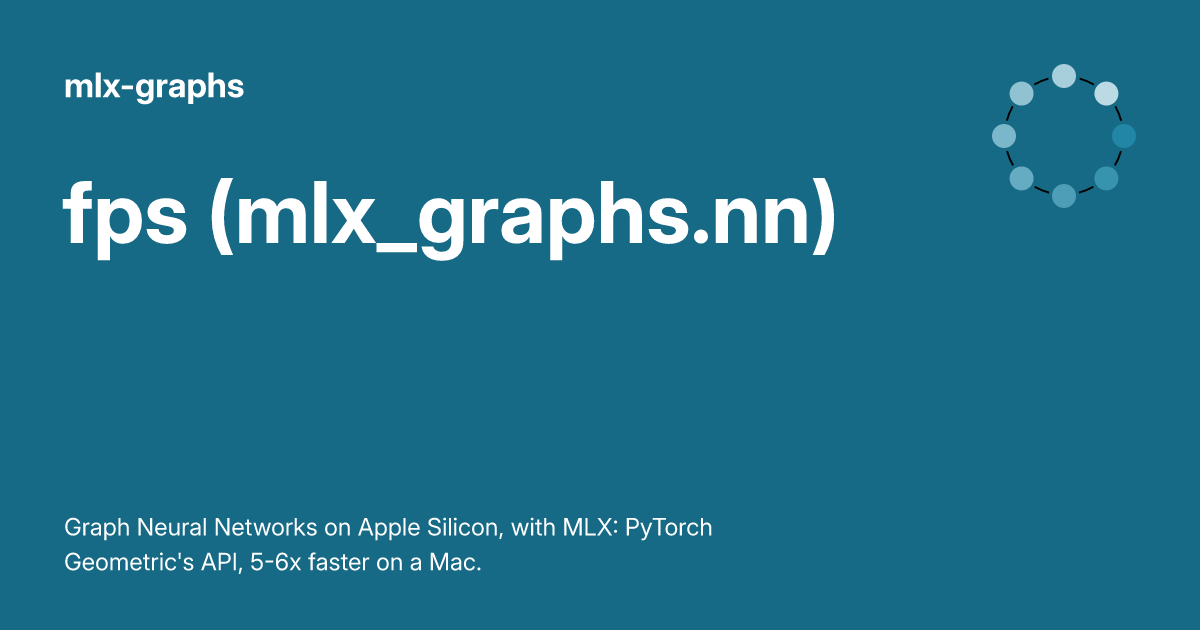 mlx-graphs
fps (mlx_graphs.nn)
Graph Neural Networks on Apple Silicon, with MLX: PyTorch
Geometric's API, 5-6x faster on a Mac.